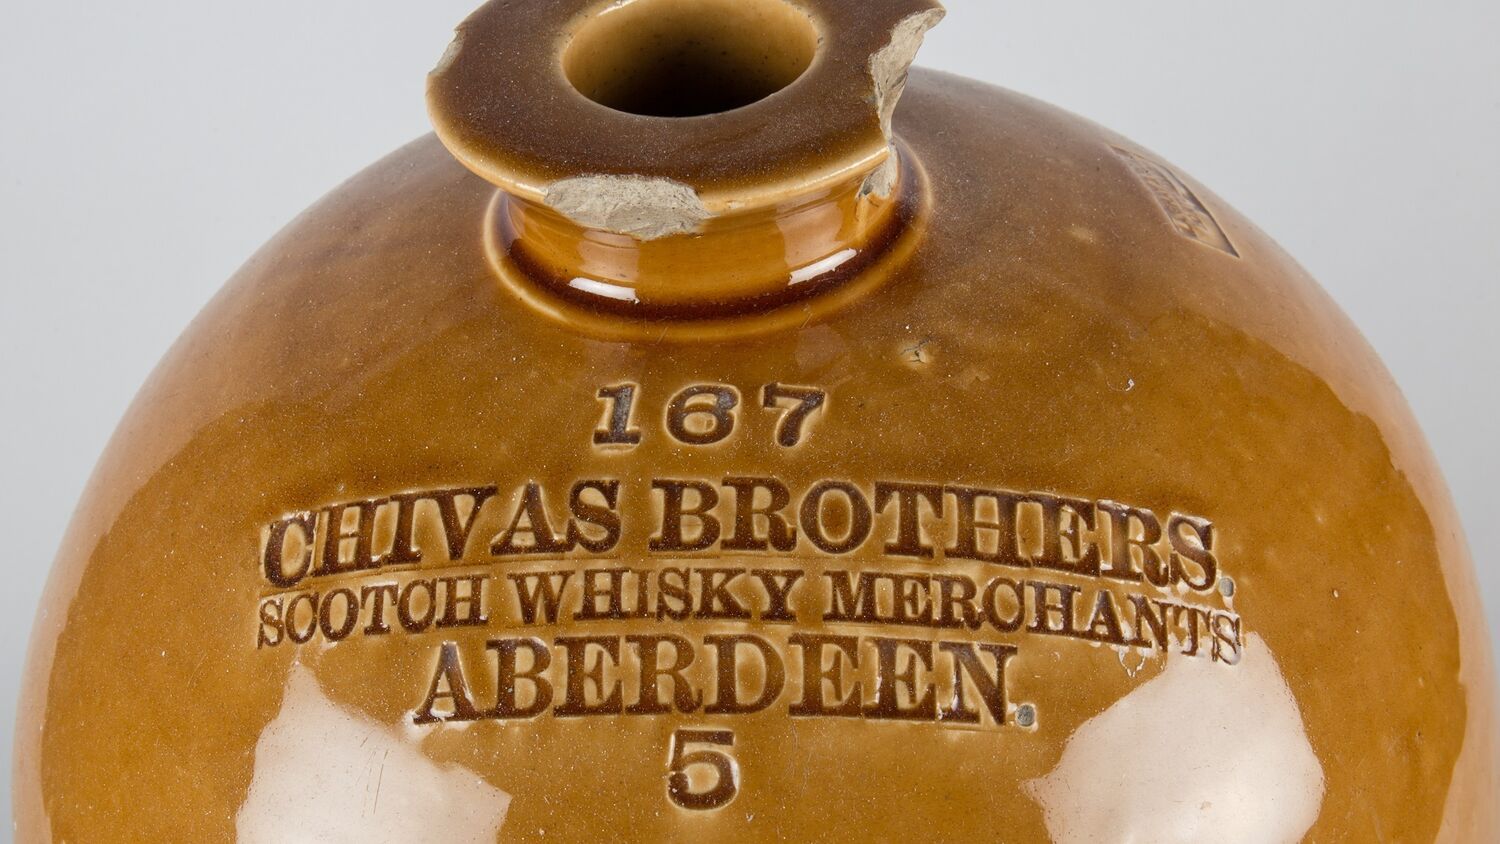 167
CHIVAS BROTHERS.
SCOTCH WHISKY MERCHANTS
ABERDEEN.
5